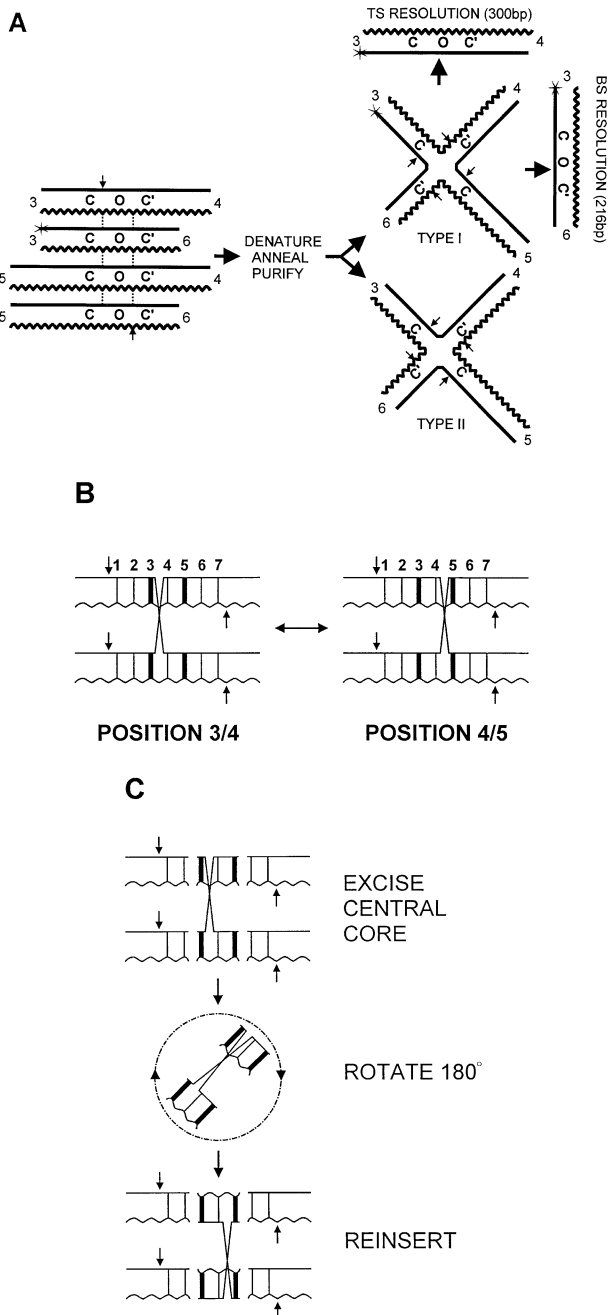 A
TS RESOLUTION (300bp)
3 C O C' 4
3 4
C C'
C' C
6 5
TYPE I
3
C
O
C'
6
BS RESOLUTION (216bp)
3 C O C' 4
3 C O C' 6
5 C O C' 4
5 C O C' 6
DENATURE
ANNEAL
PURIFY
3 4
C C'
C' C
6 5
TYPE II
B
1 2 3 4 5 6 7
1 2 3 4 5 6 7
POSITION 3/4
POSITION 4/5
C
EXCISE
CENTRAL
CORE
ROTATE 180°
REINSERT